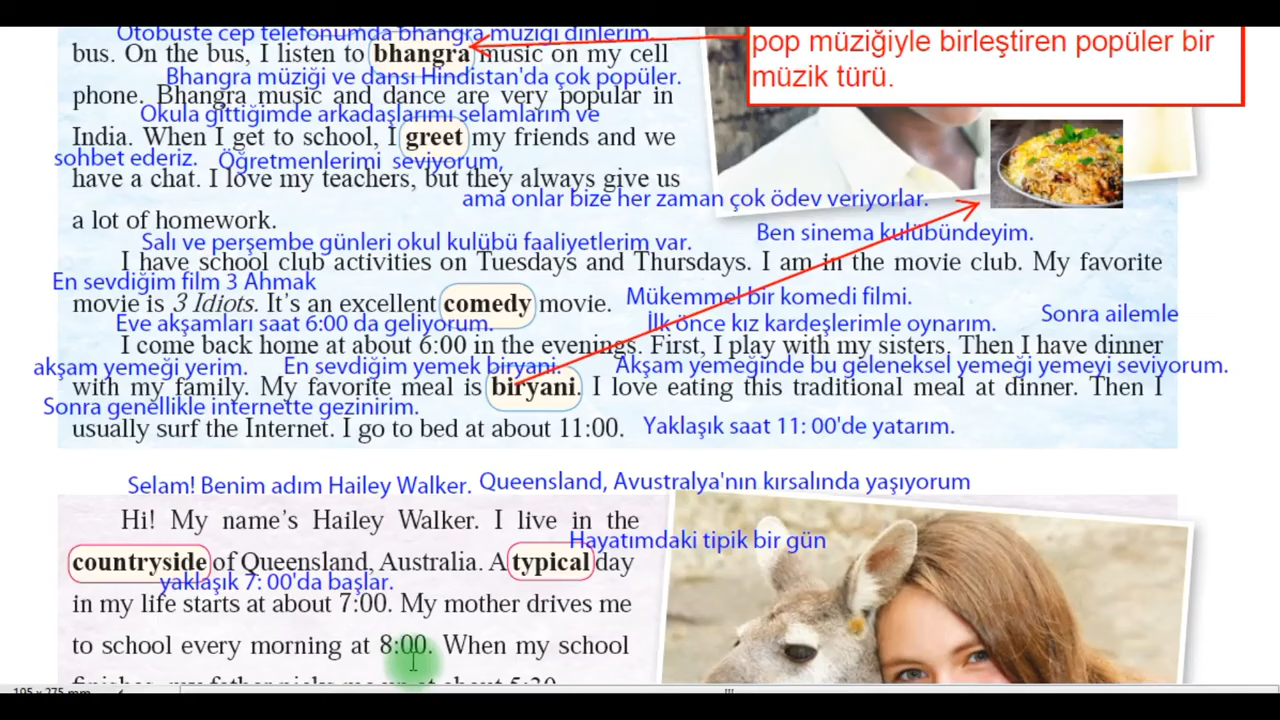 Otobüste cep telefonumda bhangra müziği dinlerim.
bus. On the bus, I listen to bhangra music on my cell
Bhangra müziği ve dansı Hindistan'da çok popüler.
phone. Bhangra music and dance are very popular in
Okula gittiğimde arkadaşlarımı selamlarım ve
India. When I get to school, I greet my friends and we
sohbet ederiz. Öğretmenlerimi seviyorum,
have a chat. I love my teachers, but they always give us
ama onlar bize her zaman çok ödev veriyorlar.
a lot of homework.
pop müziğiyle birleştiren popüler bir
müzik türü.
Salı ve perşembe günleri okul kulübü faaliyetlerim var. Ben sinema kulübündeyim.
I have school club activities on Tuesdays and Thursdays. I am in the movie club. My favorite
En sevdiğim film 3 Ahmak
movie is 3 Idiots. It's an excellent comedy movie. Mükemmel bir komedi filmi.
Eve akşamları saat 6:00 da geliyorum. İlk önce kız kardeşlerimle oynarım. Sonra ailemle
I come back home at about 6:00 in the evenings. First, I play with my sisters. Then I have dinner
akşam yemeği yerim. En sevdiğim yemek biryani. Akşam yemeğinde bu geleneksel yemeği yemeyi seviyorum.
with my family. My favorite meal is biryani. I love eating this traditional meal at dinner. Then I
Sonra genellikle internette gezinirim.
usually surf the Internet. I go to bed at about 11:00. Yaklaşık saat 11: 00'de yatarım.
Selam! Benim adım Hailey Walker. Queensland, Avustralya'nın kırsalında yaşıyorum
Hi! My name's Hailey Walker. I live in the
Hayatımdaki tipik bir gün
countryside of Queensland, Australia. A typical day
yaklaşık 7: 00'da başlar.
in my life starts at about 7:00. My mother drives me
to school every morning at 8:00. When my school
my father picks me up at about 5:30
195 x 275 mm